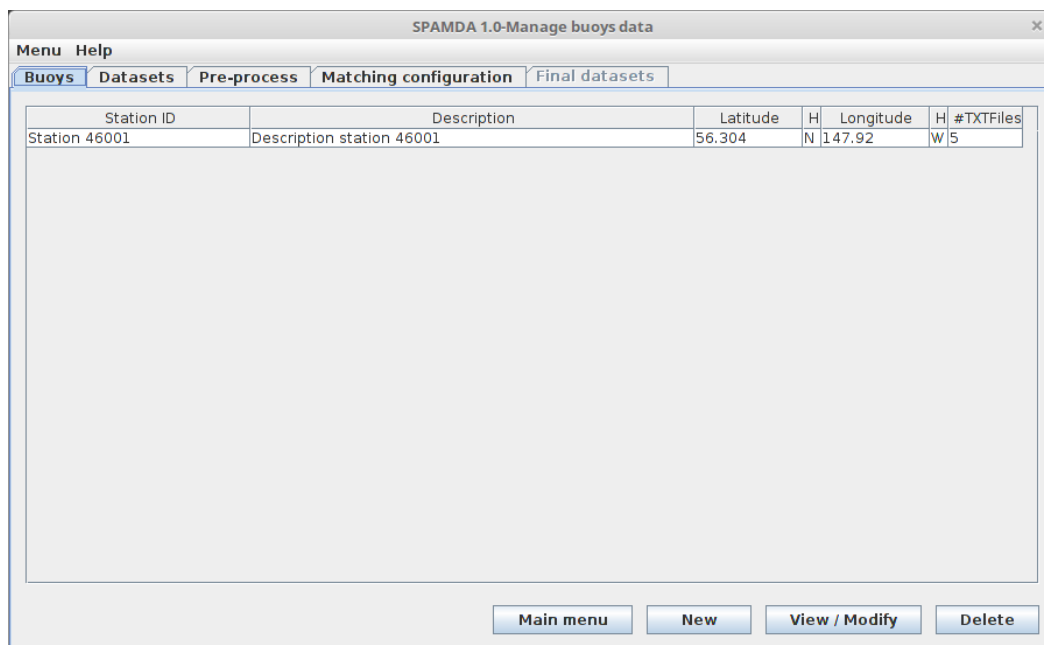 SPAMDA 1.0-Manage buoys data ×
Menu Help
Buoys Datasets Pre-process Matching configuration Final datasets
Station ID Description Latitude H Longitude H #TXTFiles
Station 46001 Description station 46001 56.304 N 147.92 W 5
Main menu New View / Modify Delete